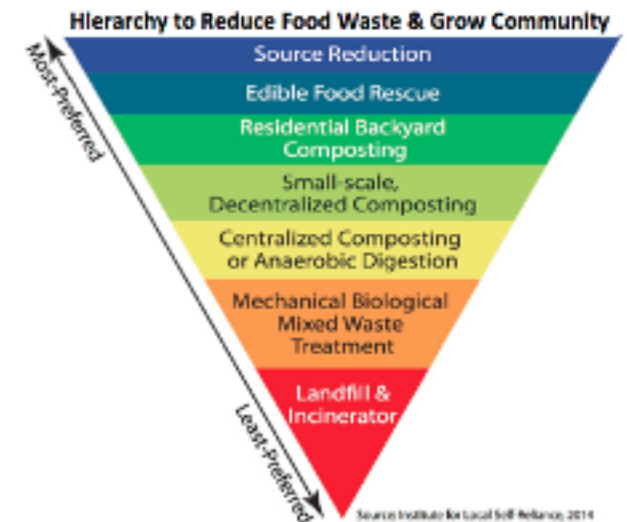 Hierarchy to Reduce Food Waste & Grow Community
Most-Preferred
Source Reduction
Edible Food Rescue
Residential Backyard
Composting
Small-scale,
Decentralized Composting
Centralized Composting
or Anaerobic Digestion
Mechanical Biological
Mixed Waste
Treatment
Landfill &
Incinerator
Least-Preferred
Source: Institute for Local Self-Reliance, 2014